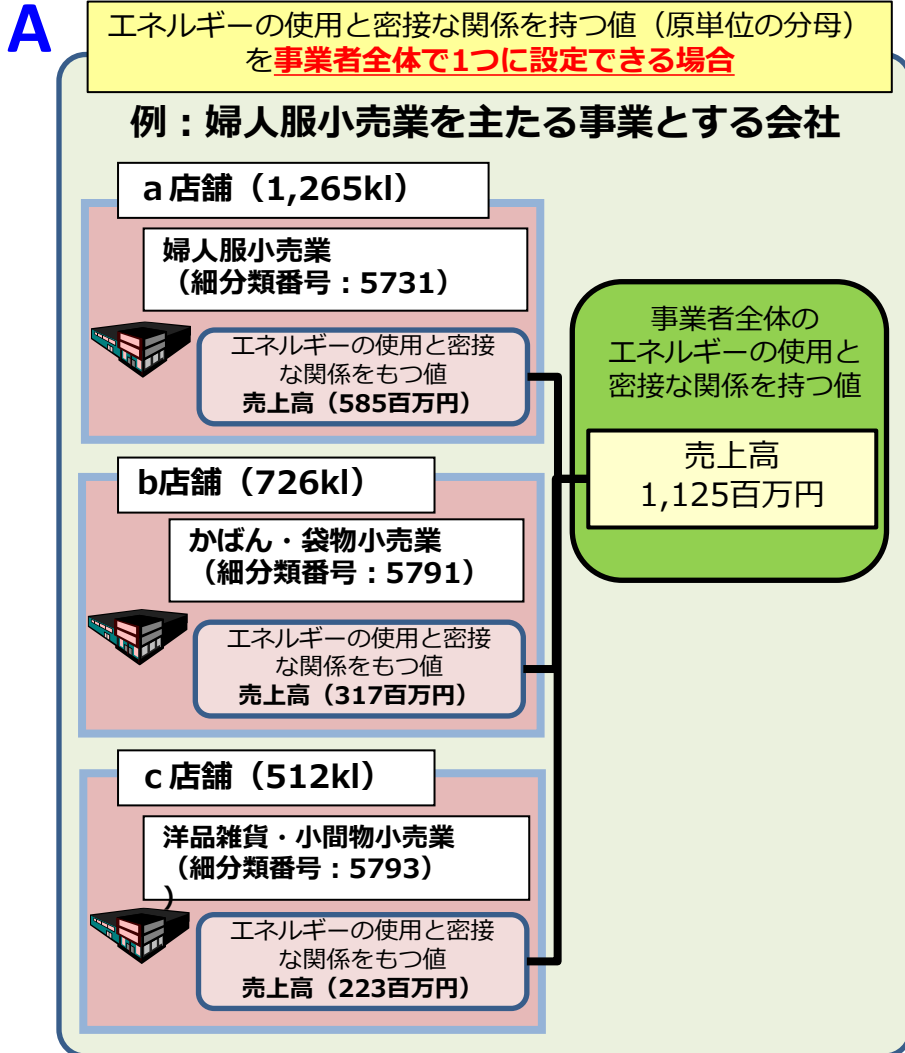 A
エネルギーの使用と密接な関係を持つ値（原単位の分母）
を事業者全体で1つに設定できる場合
例：婦人服小売業を主たる事業とする会社
a店舗（1,265kl）
婦人服小売業
（細分類番号：5731）
エネルギーの使用と密接
な関係をもつ値
売上高（585百万円）
b店舗（726kl）
かばん・袋物小売業
（細分類番号：5791）
エネルギーの使用と密接
な関係をもつ値
売上高（317百万円）
c店舗（512kl）
洋品雑貨・小間物小売業
（細分類番号：5793）
）
エネルギーの使用と密接
な関係をもつ値
売上高（223百万円）
事業者全体の
エネルギーの使用と
密接な関係を持つ値
売上高
1,125百万円